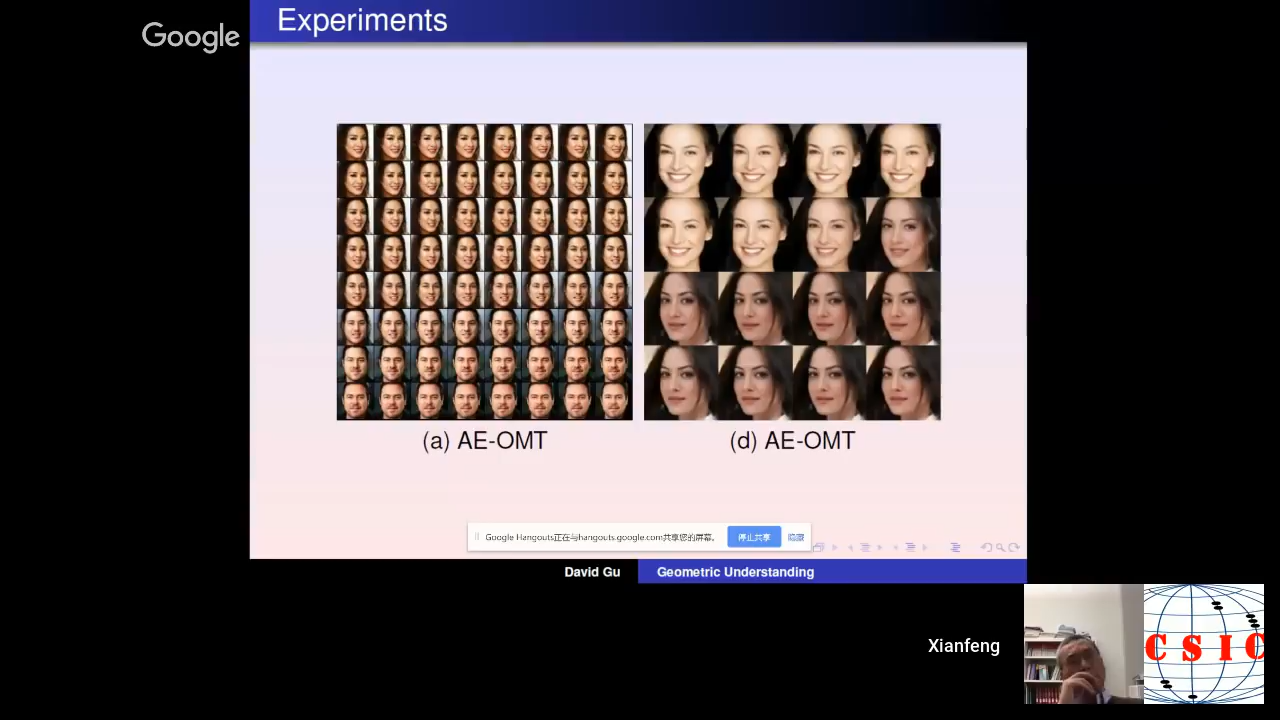 Google
Experiments
(a) AE-OMT
(d) AE-OMT
Google Hangouts正在与hangouts.google.com共享您的屏幕。
停止共享
隐藏
David Gu
Geometric Understanding
Xianfeng
CSIC